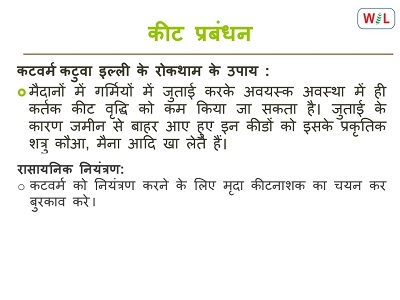 WIL
कीट प्रबंधन
कटवर्म कटुवा इल्ली के रोकथाम के उपाय :
मैदानों में गर्मियों में जुताई करके अवयस्क अवस्था में ही
कर्तक कीट वृद्धि को कम किया जा सकता है। जुताई के
कारण जमीन से बाहर आए हुए इन कीडों को इसके प्रकृतिक
शत्रु कौआ, मैना आदि खा लेते हैं।
रासायनिक नियंत्रण:
○ कटवर्म को नियंत्रण करने के लिए मृदा कीटनाशक का चयन कर
बुरकाव करे।